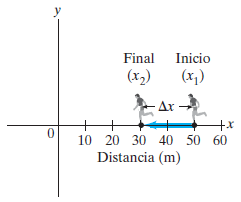 y
Final Inicio
(x₂) (x₁)
Δx
x
0
10 20 30 40 50 60
Distancia (m)